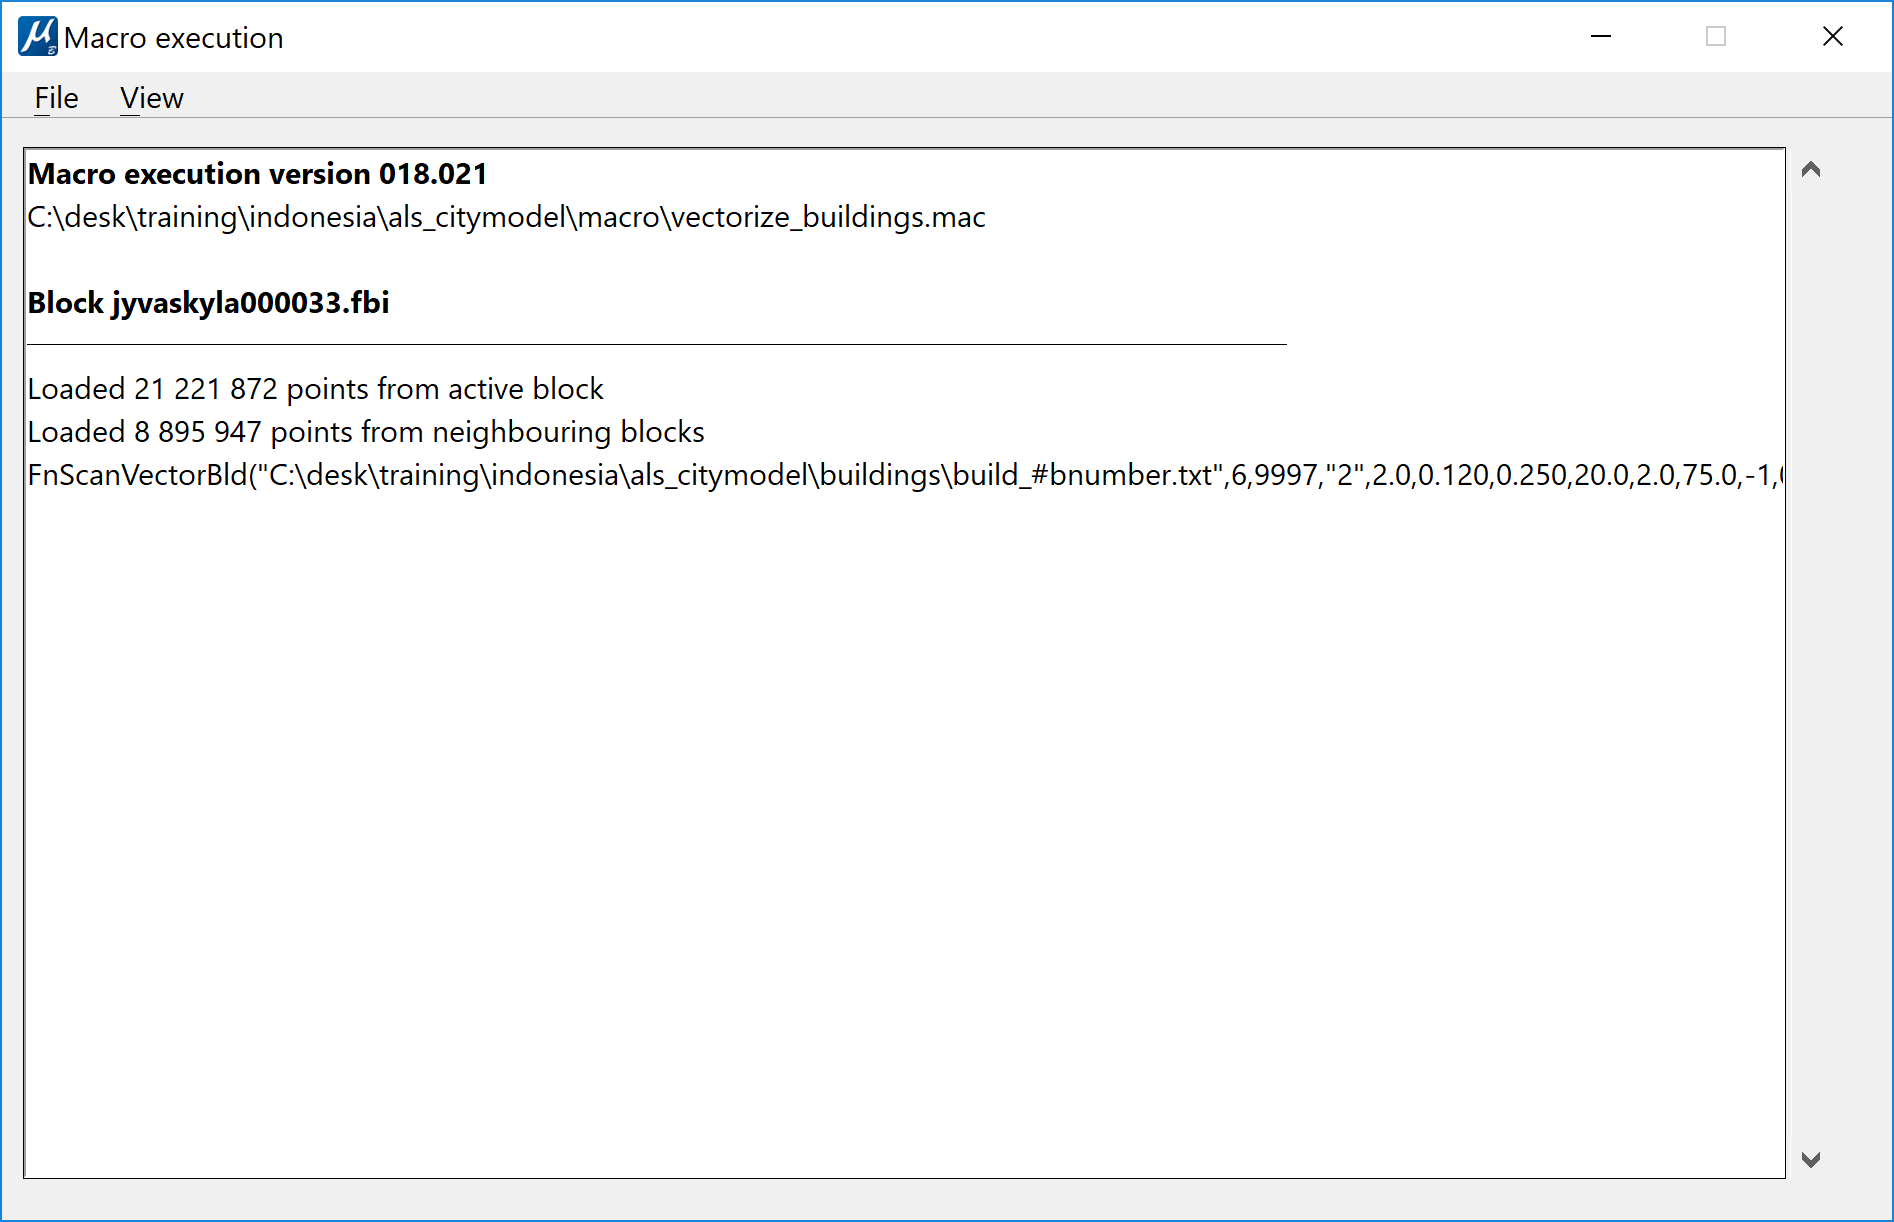 Macro execution
File View
Macro execution version 018.021
C:\desk\training\indonesia\als_citymodel\macro\vectorize_buildings.mac
Block jyvaskyla000033.fbi
Loaded 21 221 872 points from active block
Loaded 8 895 947 points from neighbouring blocks
FnScanVectorBld("C:\desk\training\indonesia\als_citymodel\buildings\build_#bnumber.txt",6,9997,"2",2.0,0.120,0.250,20.0,2.0,75.0,-1,